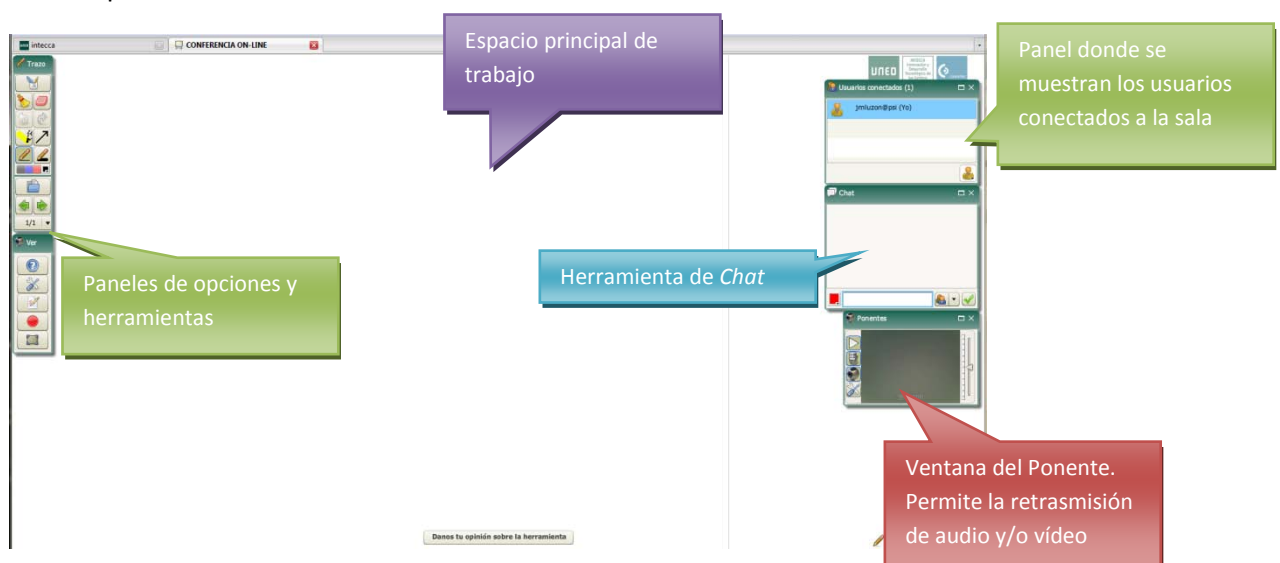 intecca
CONFERENCIA ON-LINE
Espacio principal de
trabajo
Panel donde se
muestran los usuarios
conectados a la sala
Trazo
UNED
Usuarios conectados (1)
jmluzon@psi (Yo)
Chat
1/1
Ver
Paneles de opciones y
herramientas
Herramienta de Chat
Ponentes
Ventana del Ponente.
Permite la retrasmisión
de audio y/o vídeo
Danos tu opinión sobre la herramienta